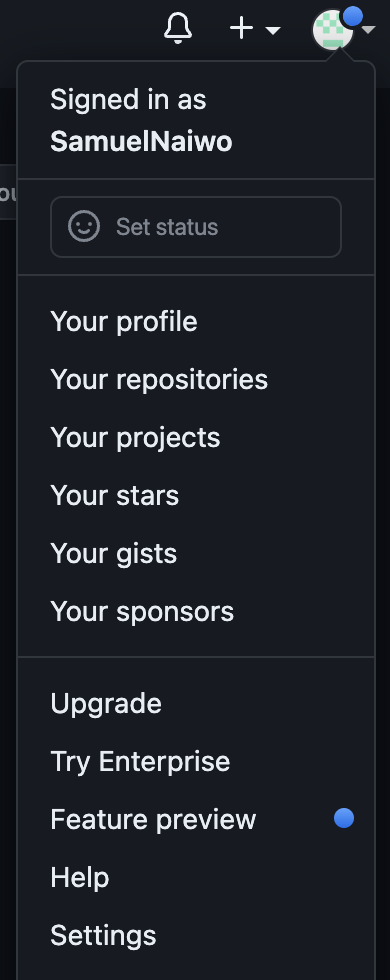 Signed in as
SamuelNaiwo
Set status
Your profile
Your repositories
Your projects
Your stars
Your gists
Your sponsors
Upgrade
Try Enterprise
Feature preview
Help
Settings